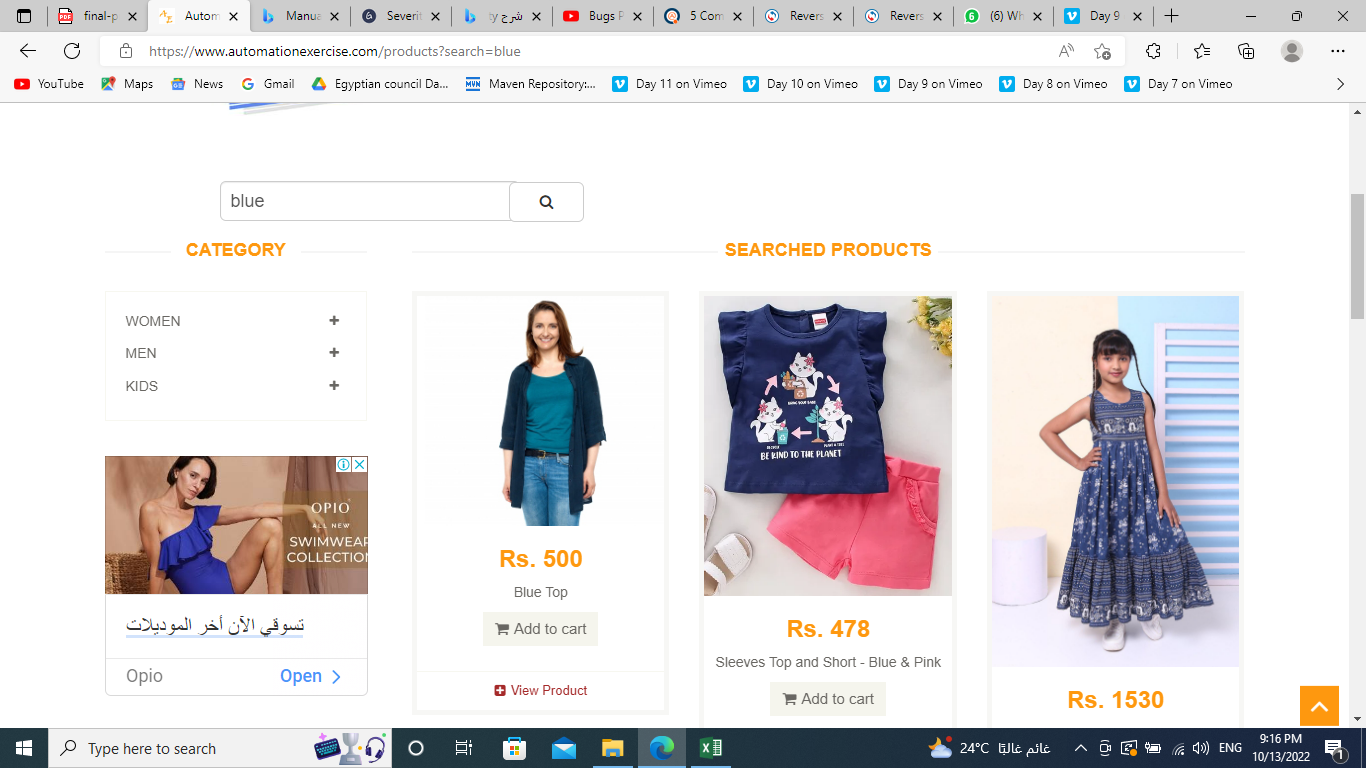 final-p
Autom
Manua
Severit
شرح ty
Bugs P
5 Com
Revers
Revers
(6) Wh
Day 9
https://www.automationexercise.com/products?search=blue
YouTube
Maps
News
Gmail
Egyptian council Da...
Maven Repository:...
Day 11 on Vimeo
Day 10 on Vimeo
Day 9 on Vimeo
Day 8 on Vimeo
Day 7 on Vimeo
blue
CATEGORY
WOMEN
MEN
KIDS
OPIO
ALL NEW
SWIMWEAR
COLLECTION
تسوقي الآن أخر الموديلات
Opio
Open
SEARCHED PRODUCTS
Rs. 500
Blue Top
Add to cart
View Product
BE KIND TO THE PLANET
Rs. 478
Sleeves Top and Short - Blue & Pink
Add to cart
Rs. 1530
Type here to search
24°C غائم غالبًا
ENG
9:16 PM
10/13/2022
1